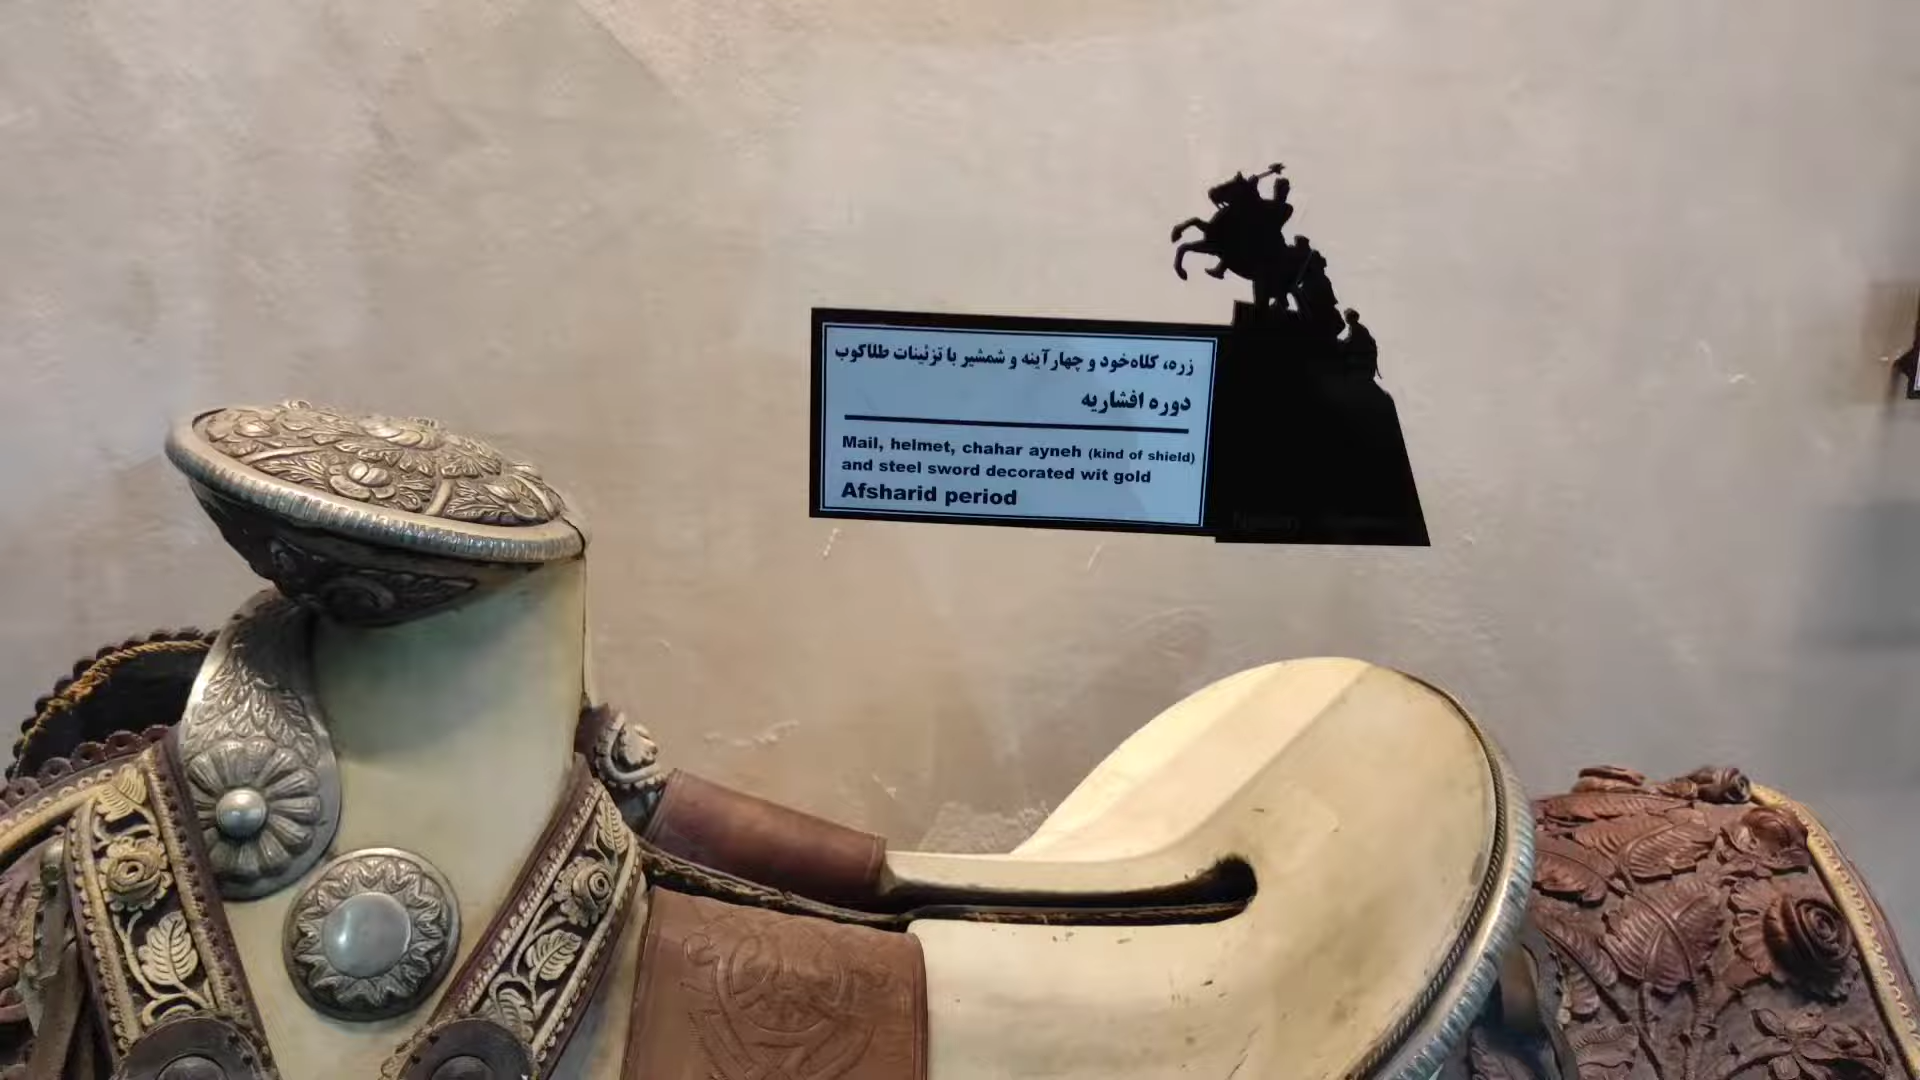 زره، کلاه‌خود و چهارآینه و شمشیر با تزئینات طلاکوب
دوره افشاریه
Mail, helmet, chahar ayneh (kind of shield)
and steel sword decorated wit gold
Afsharid period